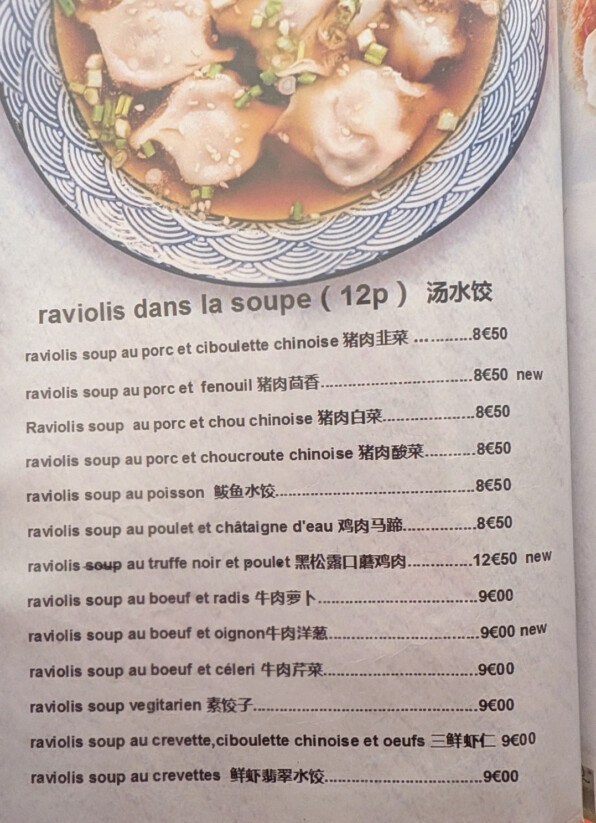 raviolis dans la soupe ( 12p ) 汤水饺
raviolis soup au porc et ciboulette chinoise 猪肉韭菜 ............8€50
raviolis soup au porc et fenouil 猪肉茴香..............................8€50 new
Raviolis soup au porc et chou chinoise 猪肉白菜..................8€50
raviolis soup au porc et choucroute chinoise 猪肉酸菜..........8€50
raviolis soup au poisson 鲅鱼水饺.......................................8€50
raviolis soup au poulet et châtaigne d'eau 鸡肉马蹄..............8€50
raviolis soup au truffe noir et poulet 黑松露口蘑鸡肉.............12€50 new
raviolis soup au boeuf et radis 牛肉萝卜...............................9€00
raviolis soup au boeuf et oignon牛肉洋葱.............................9€00 new
raviolis soup au boeuf et céleri 牛肉芹菜..............................9€00
raviolis soup vegitarien 素饺子............................................9€00
raviolis soup au crevette,ciboulette chinoise et oeufs 三鲜虾仁 9€00
raviolis soup au crevettes 鲜虾翡翠水饺...............................9€00